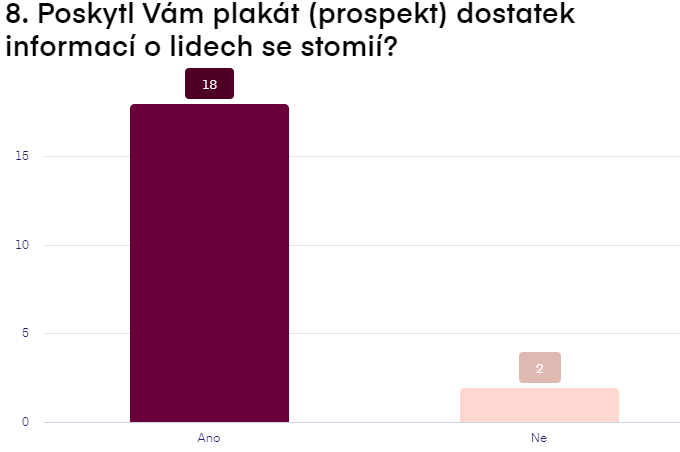 8. Poskytl Vám plakát (prospekt) dostatek
informací o lidech se stomií?
18
15
10
5
2
0
Ano
Ne